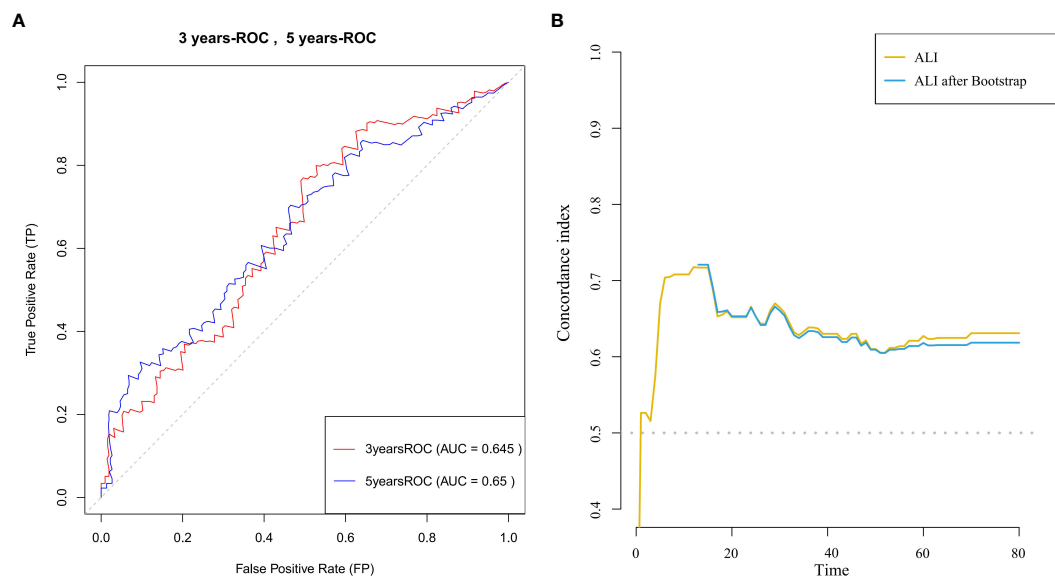 A
3 years-ROC , 5 years-ROC
True Positive Rate (TP)
1.0
0.8
0.6
0.4
0.2
0.0
3yearsROC (AUC = 0.645 )
5yearsROC (AUC = 0.65 )
0.0 0.2 0.4 0.6 0.8 1.0
False Positive Rate (FP)
B
ALI
ALI after Bootstrap
Concordance index
1.0
0.9
0.8
0.7
0.6
0.5
0.4
0 20 40 60 80
Time